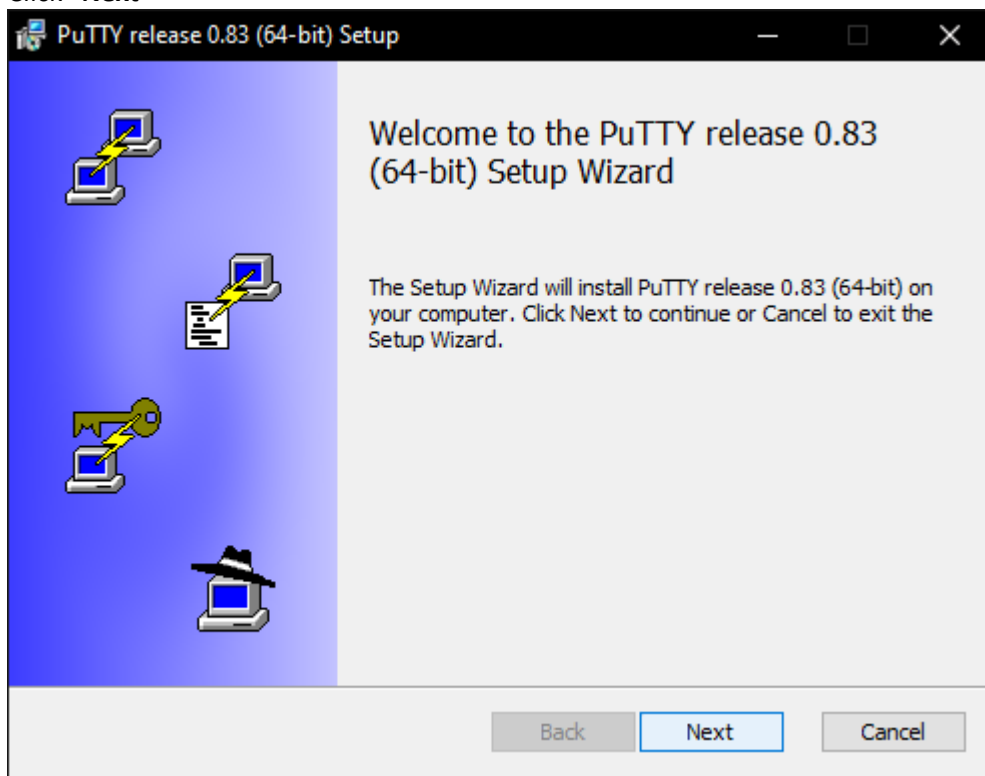 Click "Next"
PuTTY release 0.83 (64-bit) Setup
Welcome to the PuTTY release 0.83
(64-bit) Setup Wizard
The Setup Wizard will install PuTTY release 0.83 (64-bit) on
your computer. Click Next to continue or Cancel to exit the
Setup Wizard.
Back Next Cancel